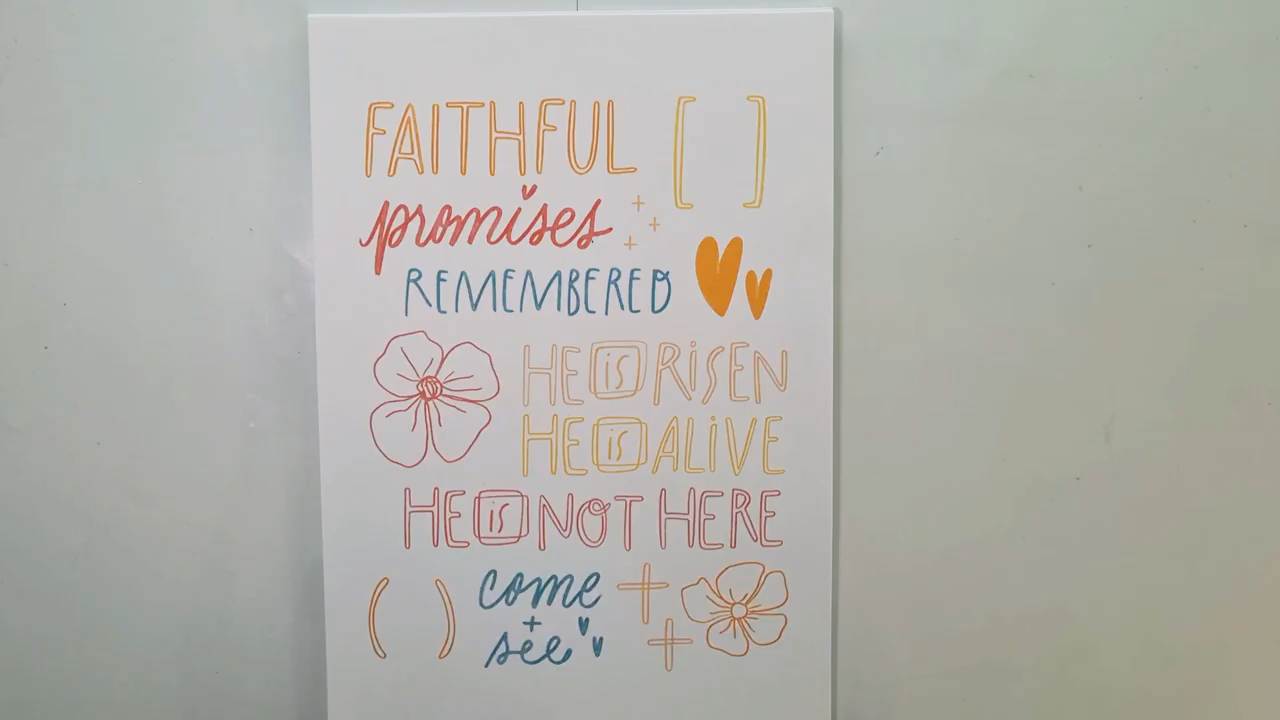 FAITHFUL [ ]
promises
REMEMBERED
HE is RISEN
HE is ALIVE
HE is NOT HERE
( ) come
+
see